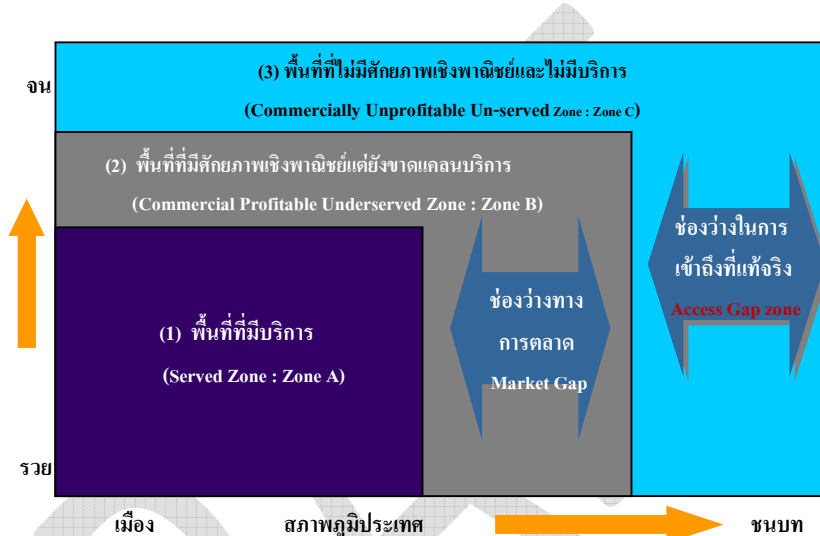 (3) พื้นที่ที่ไม่มีศักยภาพเชิงพาณิชย์และไม่มีบริการ
(Commercially Unprofitable Un-served Zone : Zone C)
จน
(2) พื้นที่ที่มีศักยภาพเชิงพาณิชย์แต่ยังขาดแคลนบริการ
(Commercial Profitable Underserved Zone : Zone B)
ช่องว่างในการ
เข้าถึงที่แท้จริง
Access Gap zone
ช่องว่างทาง
การตลาด
Market Gap
(1) พื้นที่ที่มีบริการ
(Served Zone : Zone A)
รวย
เมือง สภาพภูมิประเทศ ชนบท